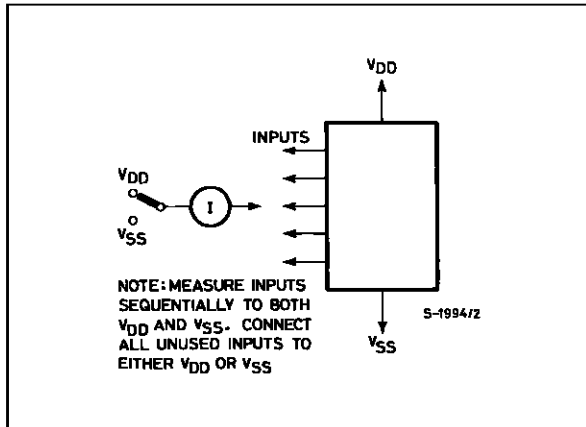 VDD
INPUTS
VDD
I
VSS
NOTE: MEASURE INPUTS
SEQUENTIALLY TO BOTH
VDD AND VSS. CONNECT
ALL UNUSED INPUTS TO
EITHER VDD OR VSS
S-1994/2
VSS